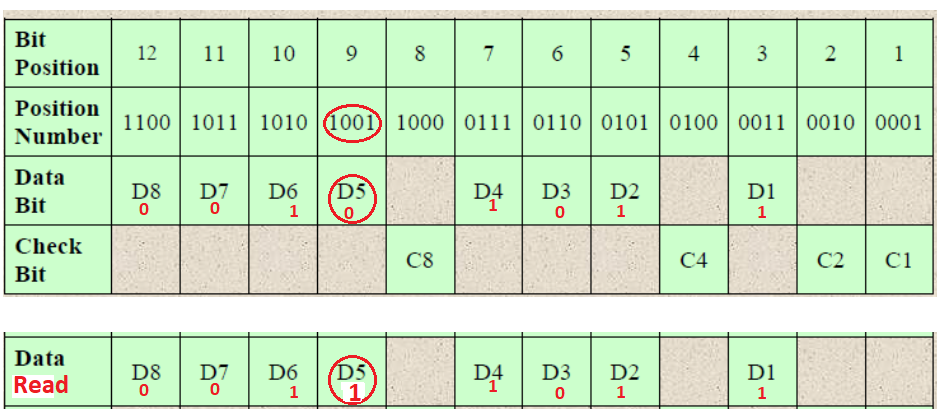 Bit Position 12 11 10 9 8 7 6 5 4 3 2 1
Position Number 1100 1011 1010 1001 1000 0111 0110 0101 0100 0011 0010 0001
Data Bit D8 D7 D6 D5 D4 D3 D2 D1
0 0 1 0 1 0 1 1
Check Bit C8 C4 C2 C1
Data Read D8 D7 D6 D5 D4 D3 D2 D1
0 0 1 1 1 0 1 1